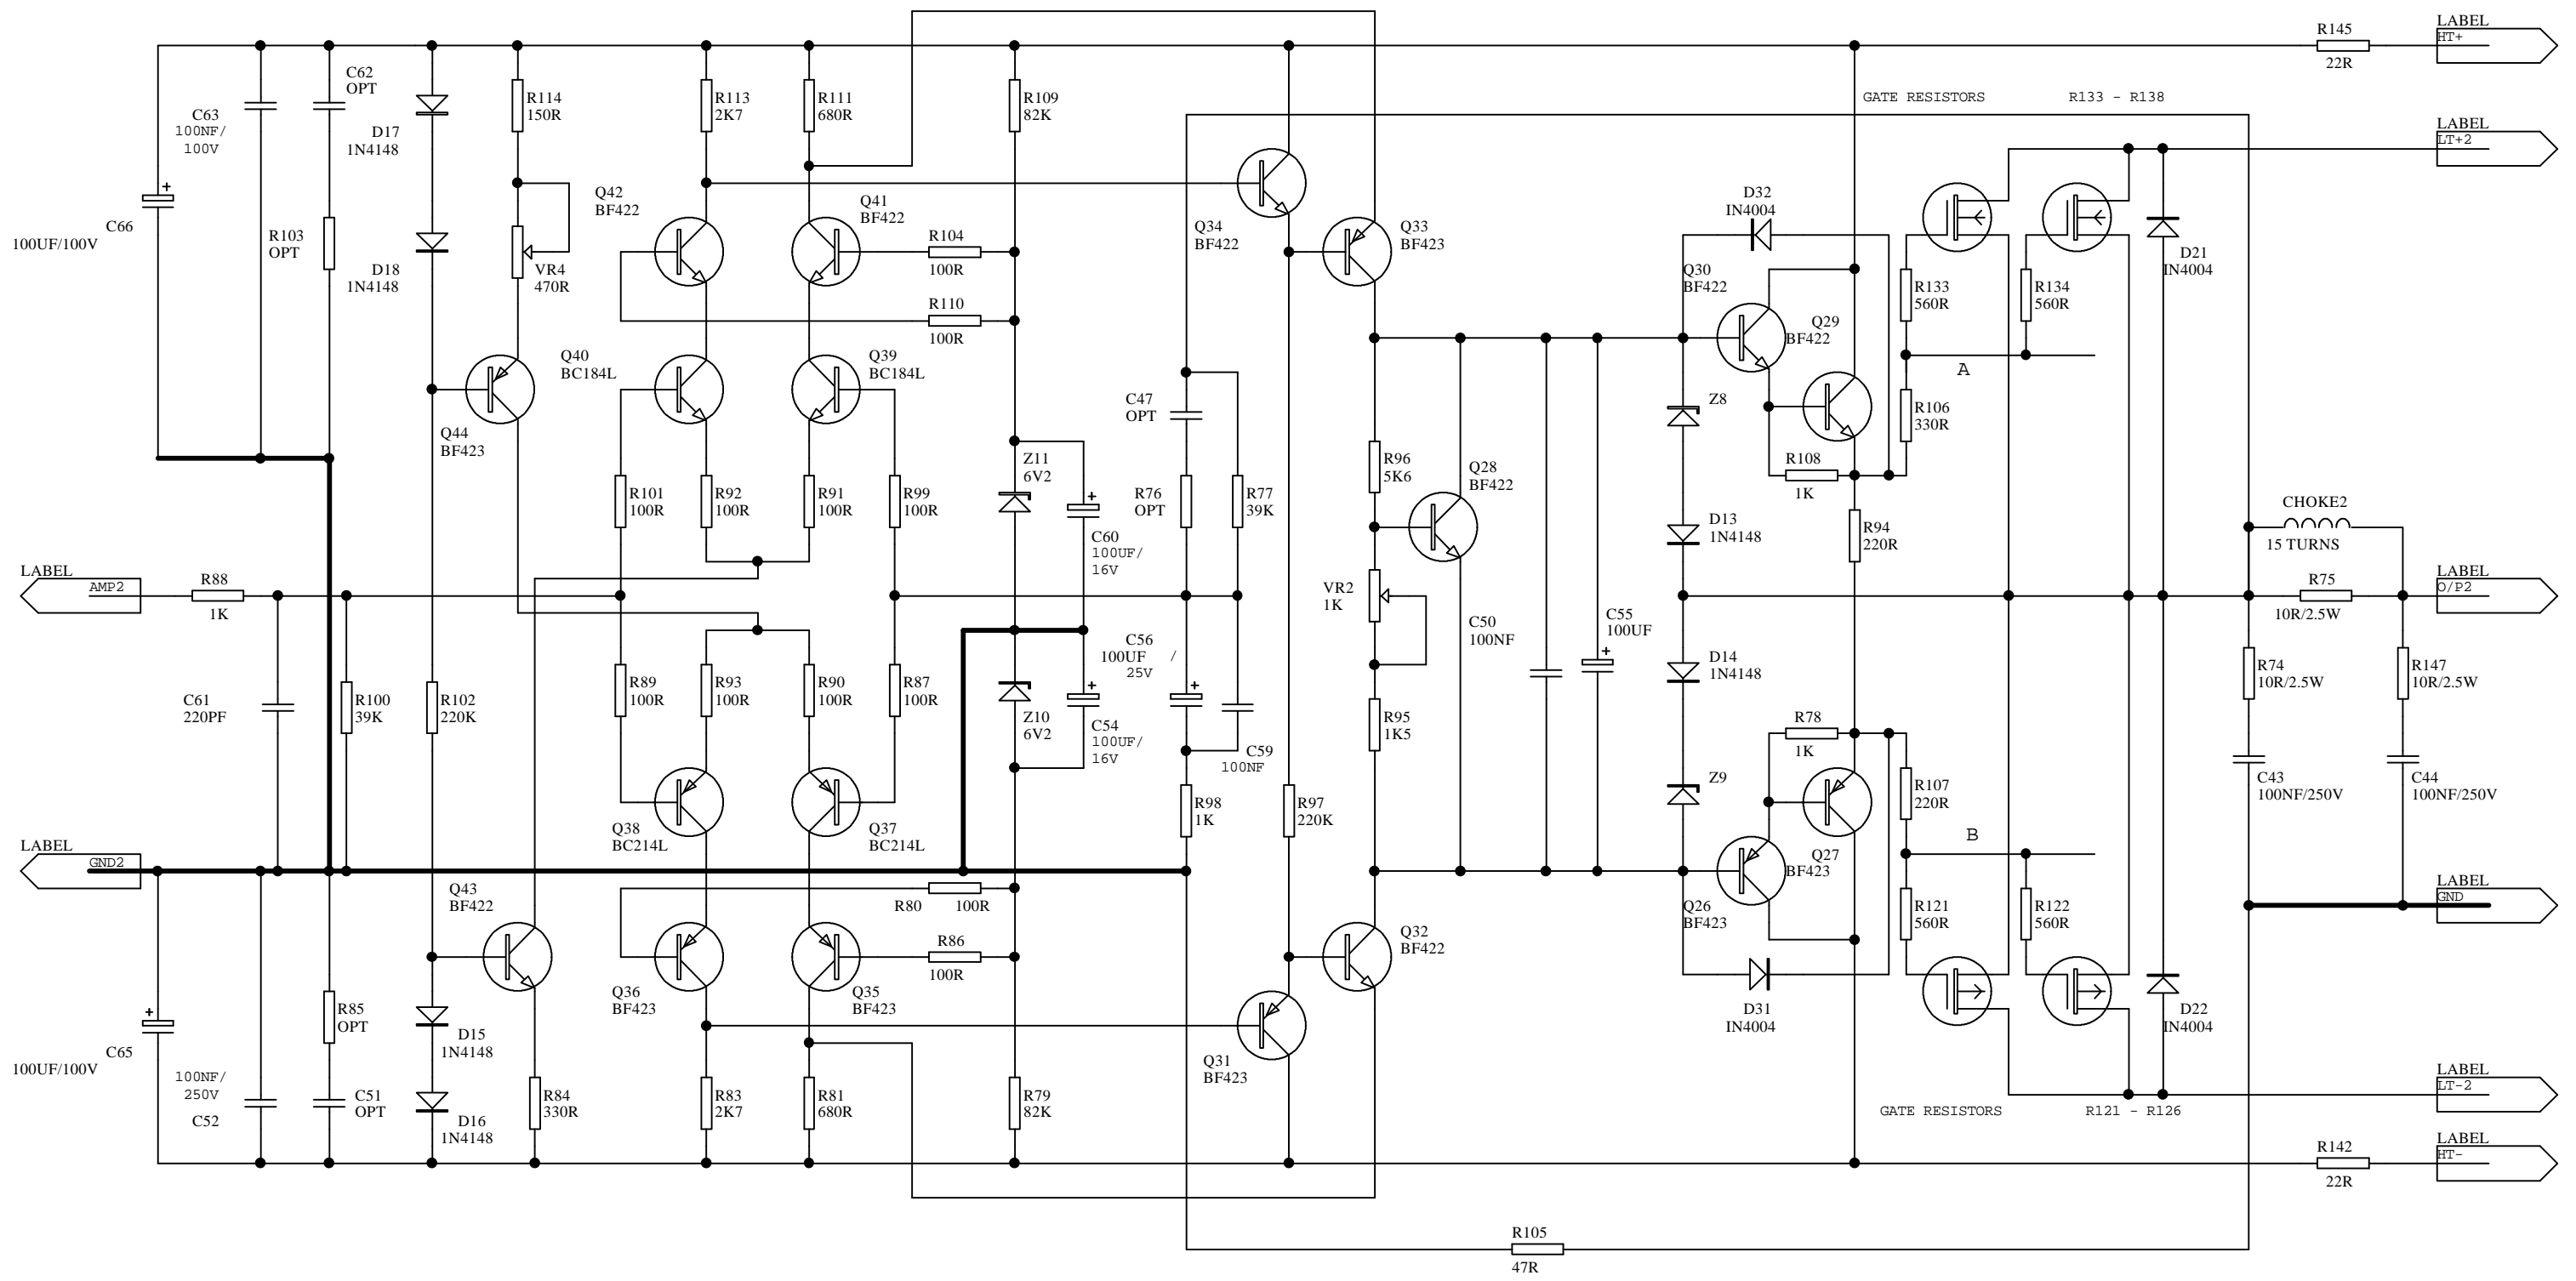 LABEL
R145
HT+
22R
C62
OPT
R114
150R
R113
2K7
R111
680R
R109
82K
GATE RESISTORS
R133 - R138
C63
100NF/
100V
D17
1N4148
LABEL
LT+2
Q42
BF422
Q41
BF422
D32
IN4004
C66
100UF/100V
R103
OPT
R104
100R
Q34
BF422
Q33
BF423
D21
IN4004
D18
1N4148
VR4
470R
Q30
BF422
R133
560R
R134
560R
R110
100R
Q29
BF422
Q40
BC184L
Q39
BC184L
A
C47
OPT
Z8
R106
330R
Q44
BF423
Z11
6V2
R96
5K6
Q28
BF422
R108
1K
R101
100R
R92
100R
R91
100R
R99
100R
R76
OPT
R77
39K
CHOKE2
15 TURNS
D13
1N4148
R94
220R
C60
100UF/
16V
LABEL
AMP2
R88
1K
VR2
1K
R75
10R/2.5W
LABEL
O/P2
C50
100NF
C55
100UF
C56
100UF /
25V
D14
1N4148
R74
10R/2.5W
R147
10R/2.5W
C61
220PF
R100
39K
R102
220K
R89
100R
R93
100R
R90
100R
R87
100R
Z10
6V2
C54
100UF/
16V
R95
1K5
R78
1K
C59
100NF
Z9
R107
220R
C43
100NF/250V
C44
100NF/250V
R98
1K
R97
220K
Q38
BC214L
Q37
BC214L
B
LABEL
GND2
Q27
BF423
LABEL
GND
Q43
BF422
R80
100R
Q26
BF423
R121
560R
R122
560R
R86
100R
Q32
BF422
Q36
BF423
Q35
BF423
R85
OPT
D31
IN4004
D22
IN4004
D15
1N4148
C65
100UF/100V
Q31
BF423
LABEL
LT-2
100NF/
250V
C52
C51
OPT
R84
330R
R83
2K7
R81
680R
R79
82K
GATE RESISTORS
R121 - R126
D16
1N4148
LABEL
HT-
R142
22R
R105
47R